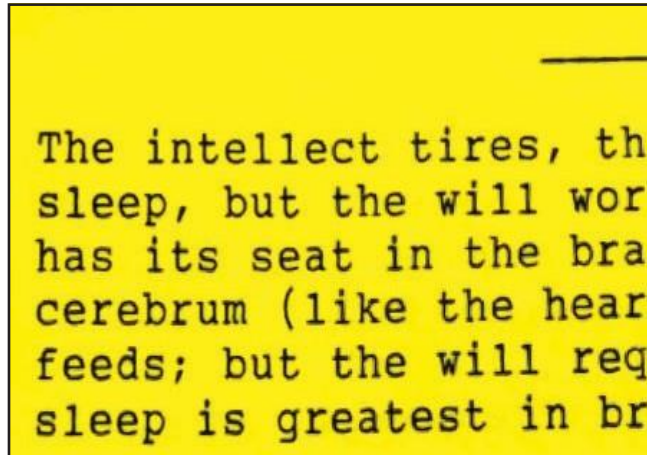 The intellect tires, th
sleep, but the will wor
has its seat in the bra
cerebrum (like the hear
feeds; but the will req
sleep is greatest in br